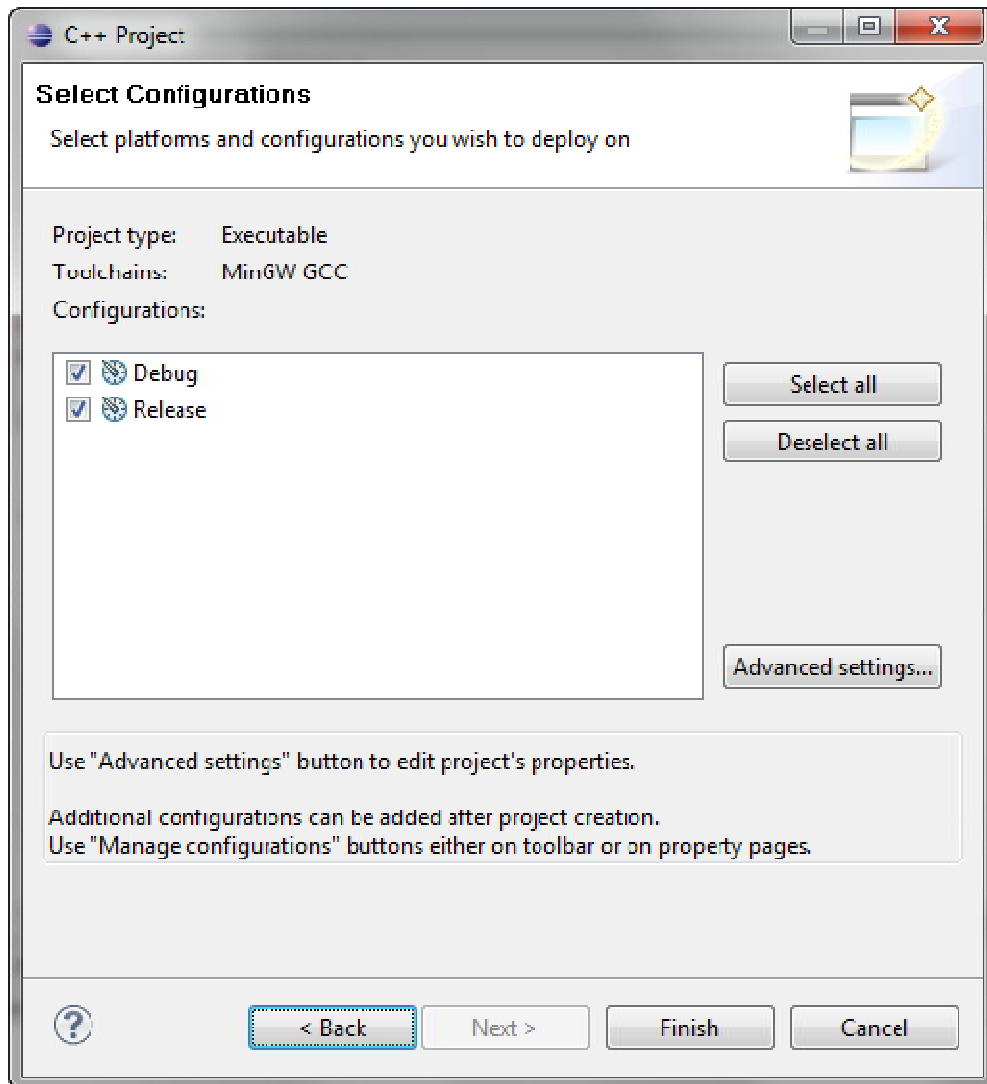 C++ Project
Select Configurations
Select platforms and configurations you wish to deploy on
Project type: Executable
Toolchains: MinGW GCC
Configurations:
Debug
Release
Select all
Deselect all
Advanced settings...
Use "Advanced settings" button to edit project's properties.
Additional configurations can be added after project creation.
Use "Manage configurations" buttons either on toolbar or on property pages.
?
< Back
Next >
Finish
Cancel